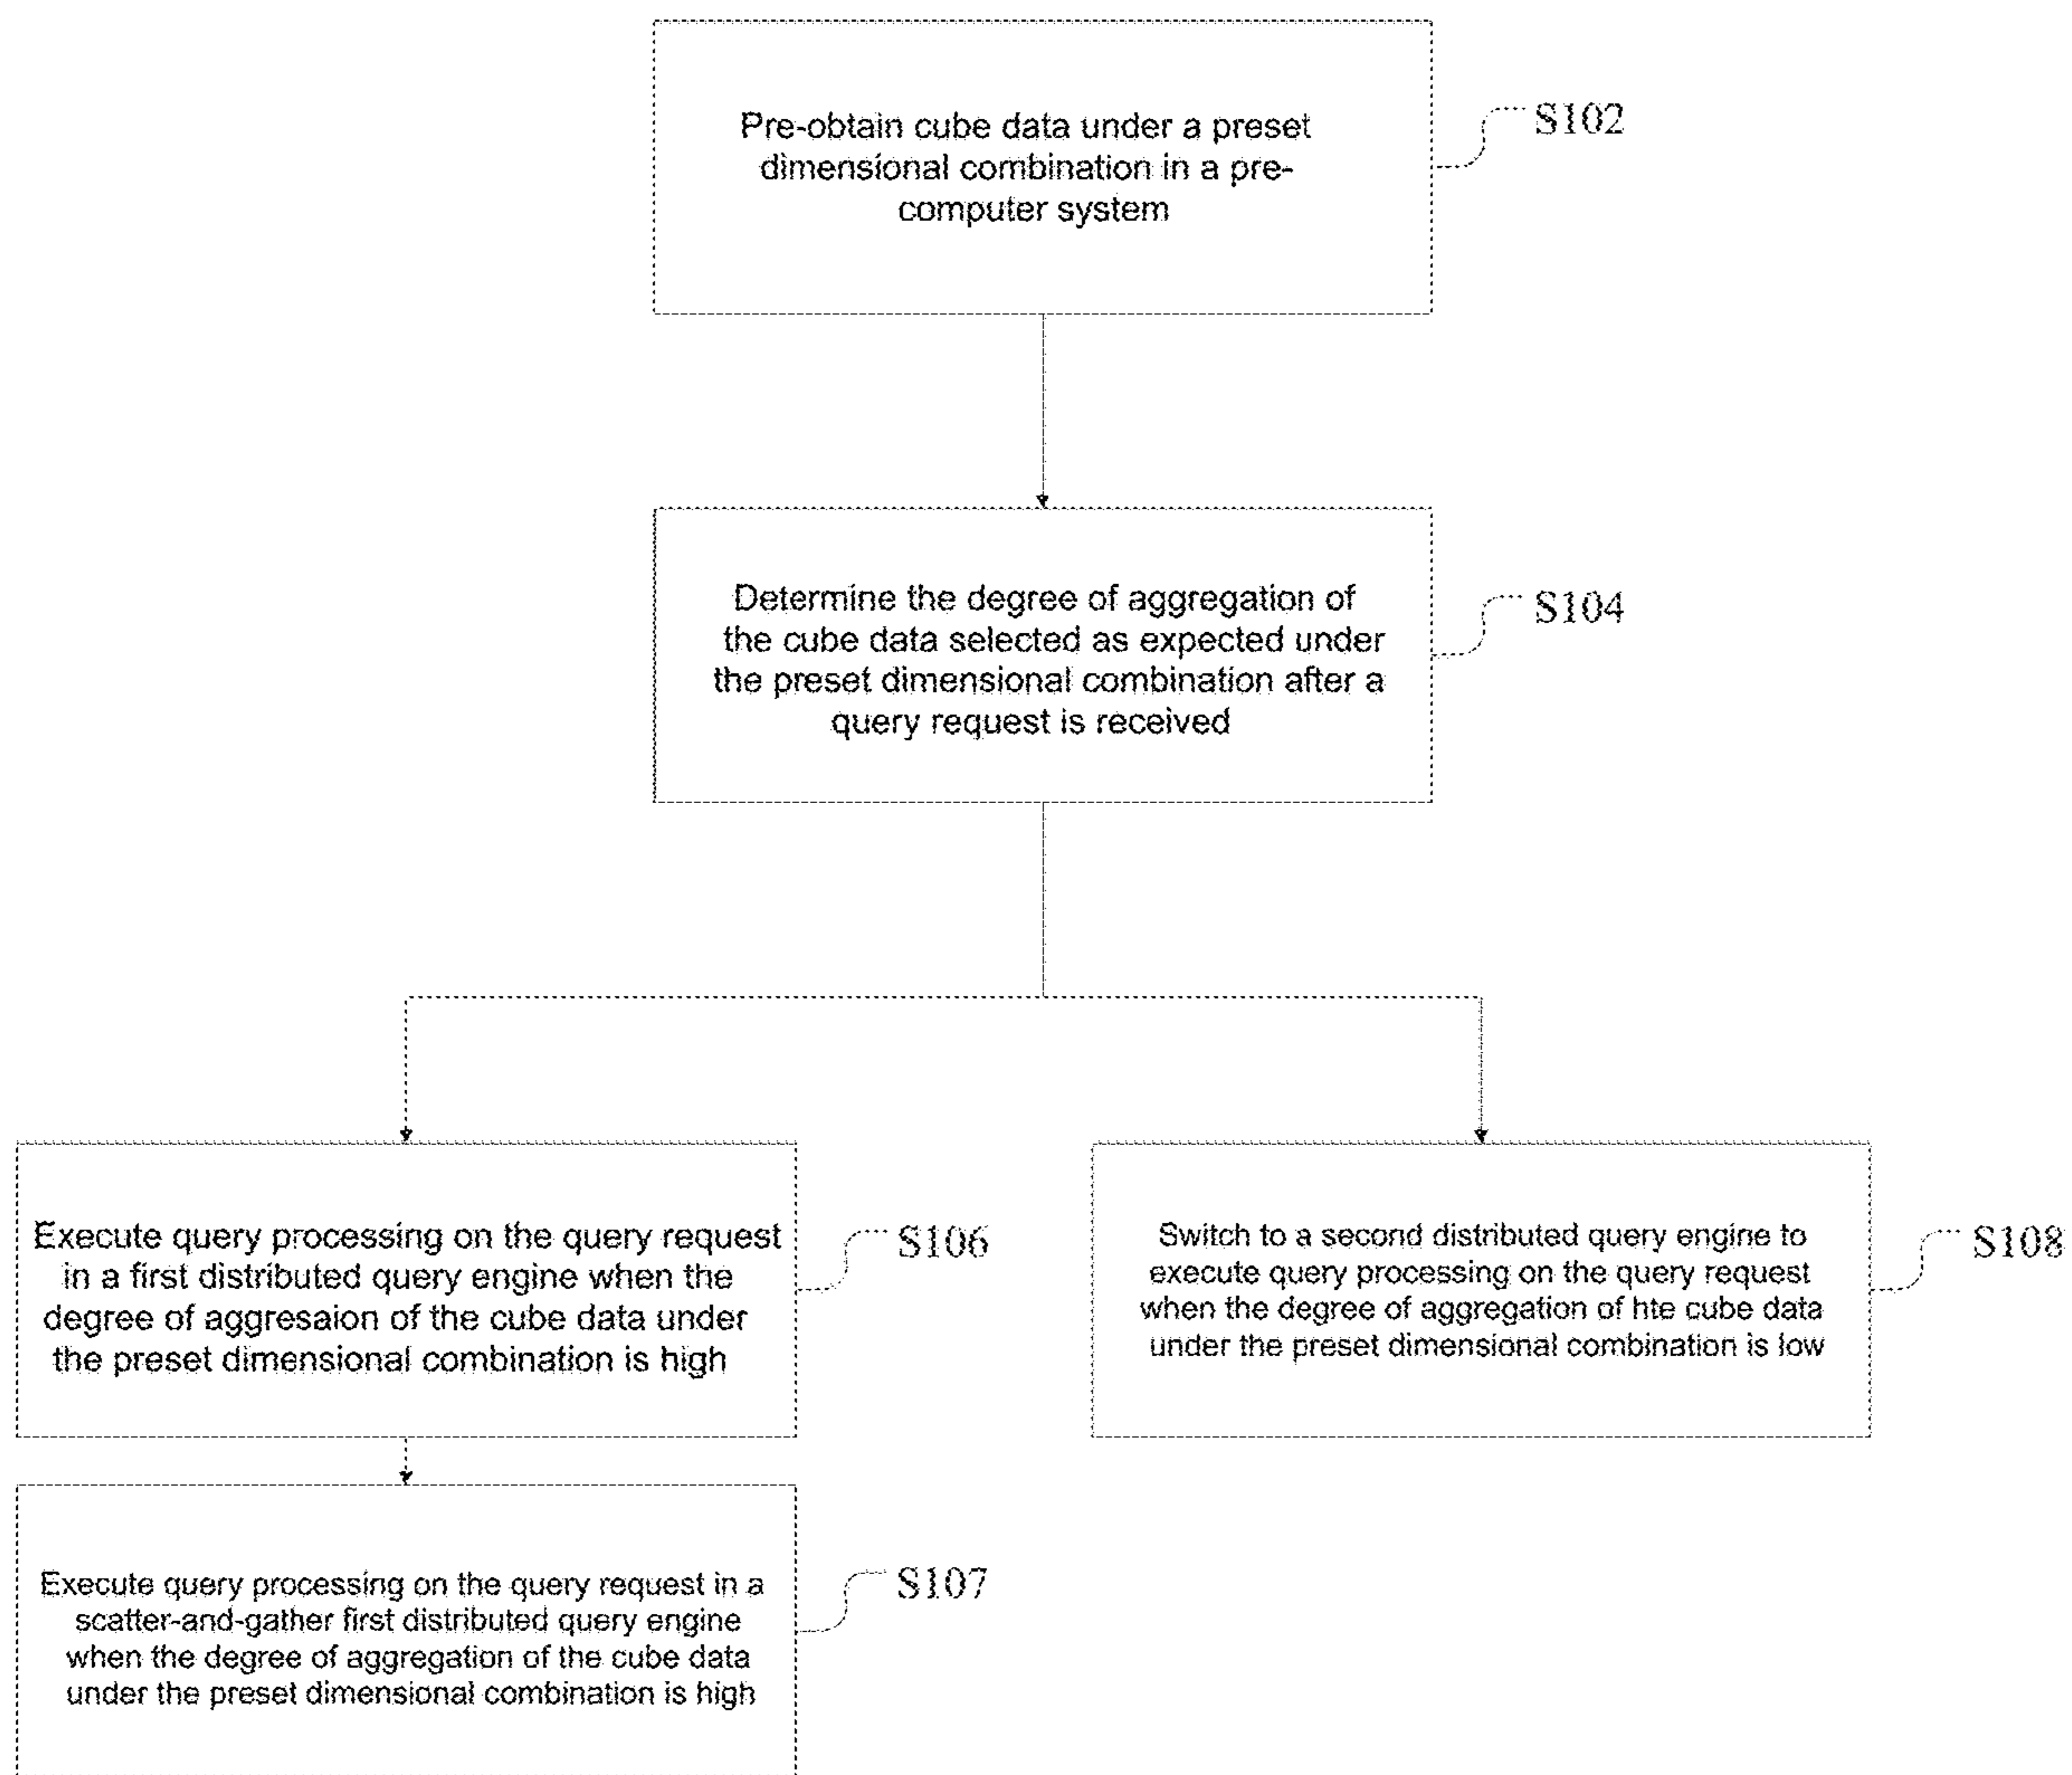 Pre-obtain cube data under a preset
dimensional combination in a pre-
computer system
S102
Determine the degree of aggregation of
the cube data selected as expected under
the preset dimensional combination after a
query request is received
S104
Execute query processing on the query request
in a first distributed query engine when the
degree of aggresaion of the cube data under
the preset dimensional combination is high
S106
Switch to a second distributed query engine to
execute query processing on the query request
when the degree of aggregation of hte cube data
under the preset dimensional combination is low
S108
Execute query processing on the query request in a
scatter-and-gather first distributed query engine
when the degree of aggregation of the cube data
under the preset dimensional combination is high
S107